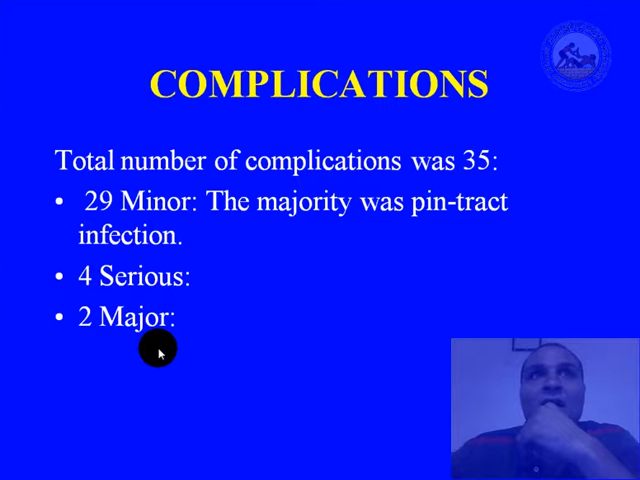 COMPLICATIONS
Total number of complications was 35:
• 29 Minor: The majority was pin-tract
infection.
• 4 Serious:
• 2 Major: